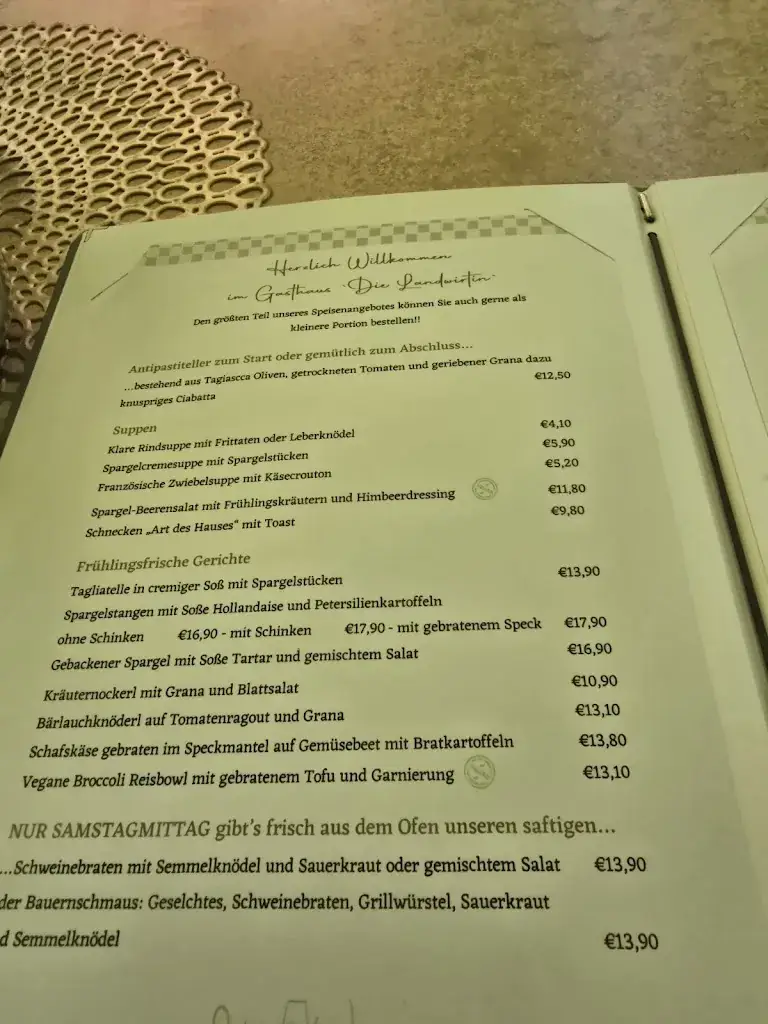 Herzlich Willkommen
im Gasthaus "Die Landwirtin"
Den größten Teil unseres Speisenangebotes können Sie auch gerne als
kleinere Portion bestellen!!
Antipastiteller zum Start oder gemütlich zum Abschluss...
...bestehend aus Tagiascca Oliven, getrockneten Tomaten und geriebener Grana dazu
knuspriges Ciabatta €12,50
Suppen
Klare Rindsuppe mit Frittaten oder Leberknödel €4,10
Spargelcremesuppe mit Spargelstücken €5,90
Französische Zwiebelsuppe mit Käsecrouton €5,20
Spargel-Beerensalat mit Frühlingskräutern und Himbeerdressing €11,80
Schnecken „Art des Hauses" mit Toast €9,80
Frühlingsfrische Gerichte
Tagliatelle in cremiger Soß mit Spargelstücken €13,90
Spargelstangen mit Soße Hollandaise und Petersilienkartoffeln
ohne Schinken €16,90 - mit Schinken €17,90 - mit gebratenem Speck €17,90
Gebackener Spargel mit Soße Tartar und gemischtem Salat €16,90
Kräuternockerl mit Grana und Blattsalat €10,90
Bärlauchknöderl auf Tomatenragout und Grana €13,10
Schafskäse gebraten im Speckmantel auf Gemüsebeet mit Bratkartoffeln €13,80
Vegane Broccoli Reisbowl mit gebratenem Tofu und Garnierung €13,10
NUR SAMSTAGMITTAG gibt's frisch aus dem Ofen unseren saftigen...
...Schweinebraten mit Semmelknödel und Sauerkraut oder gemischtem Salat €13,90
der Bauernschmaus: Geselchtes, Schweinebraten, Grillwürstel, Sauerkraut
d Semmelknödel €13,90